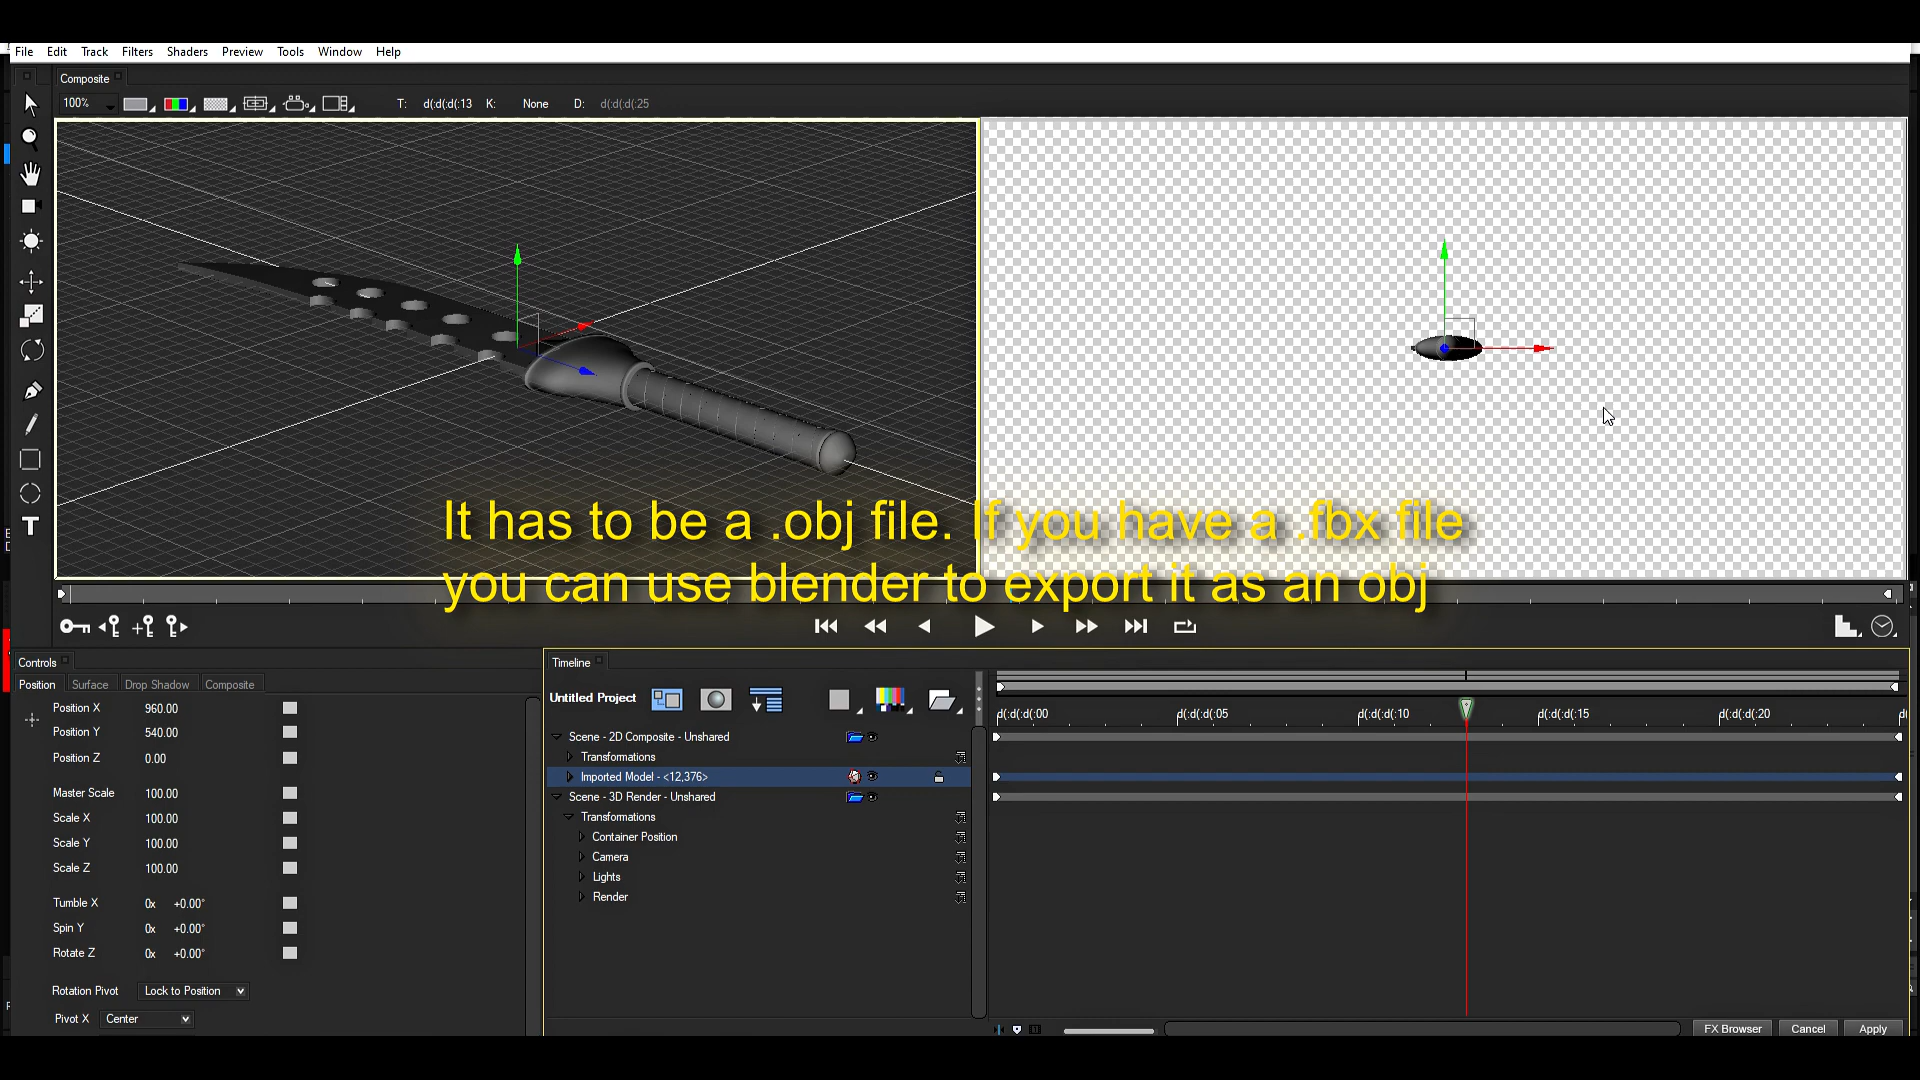 File Edit Track Filters Shaders Preview Tools Window Help
Composite
100% T: d(:d(:d(:13 K: None D: d(:d(:d(:25
T
It has to be a .obj file. If you have a .fbx file
you can use blender to export it as an obj
Controls
Position Surface Drop Shadow Composite
Position X 960.00
Position Y 540.00
Position Z 0.00
Master Scale 100.00
Scale X 100.00
Scale Y 100.00
Scale Z 100.00
Tumble X 0x +0.00°
Spin Y 0x +0.00°
Rotate Z 0x +0.00°
Rotation Pivot Lock to Position
Pivot X Center
Timeline
Untitled Project
d(:d(:d(:00 d(:d(:d(:05 d(:d(:d(:10 d(:d(:d(:15 d(:d(:d(:20
Scene - 2D Composite - Unshared
Transformations
Imported Model - <12,376>
Scene - 3D Render - Unshared
Transformations
Container Position
Camera
Lights
Render
FX Browser Cancel Apply